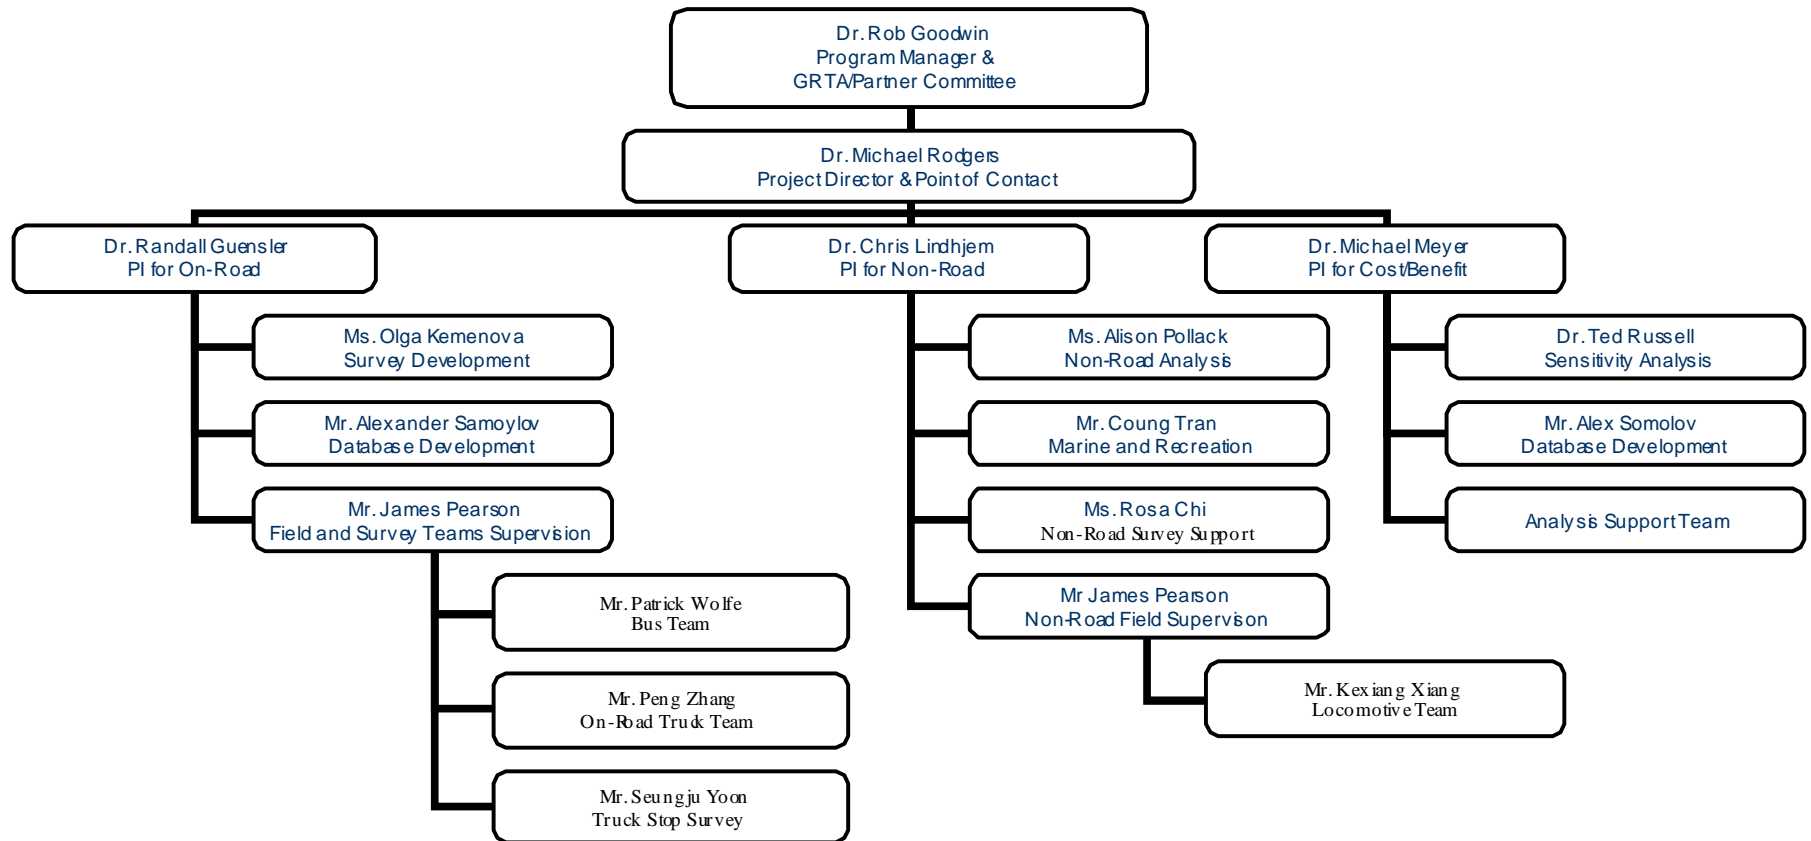 Dr. Rob Goodwin
Program Manager &
GRTA/Partner Committee
Dr. Michael Rodgers
Project Director & Point of Contact
Dr. Randall Guensler
PI for On-Road
Dr. Chris Lindhjem
PI for Non-Road
Dr. Michael Meyer
PI for Cost/Benefit
Ms. Olga Kemenova
Survey Development
Mr. Alexander Samoylov
Database Development
Mr. James Pearson
Field and Survey Teams Supervision
Mr. Patrick Wolfe
Bus Team
Mr. Peng Zhang
On-Road Truck Team
Mr. Seungju Yoon
Truck Stop Survey
Ms. Alison Pollack
Non-Road Analysis
Mr. Coung Tran
Marine and Recreation
Ms. Rosa Chi
Non-Road Survey Support
Mr James Pearson
Non-Road Field Supervison
Mr. Kexiang Xiang
Locomotive Team
Dr. Ted Russell
Sensitivity Analysis
Mr. Alex Somolov
Database Development
Analysis Support Team